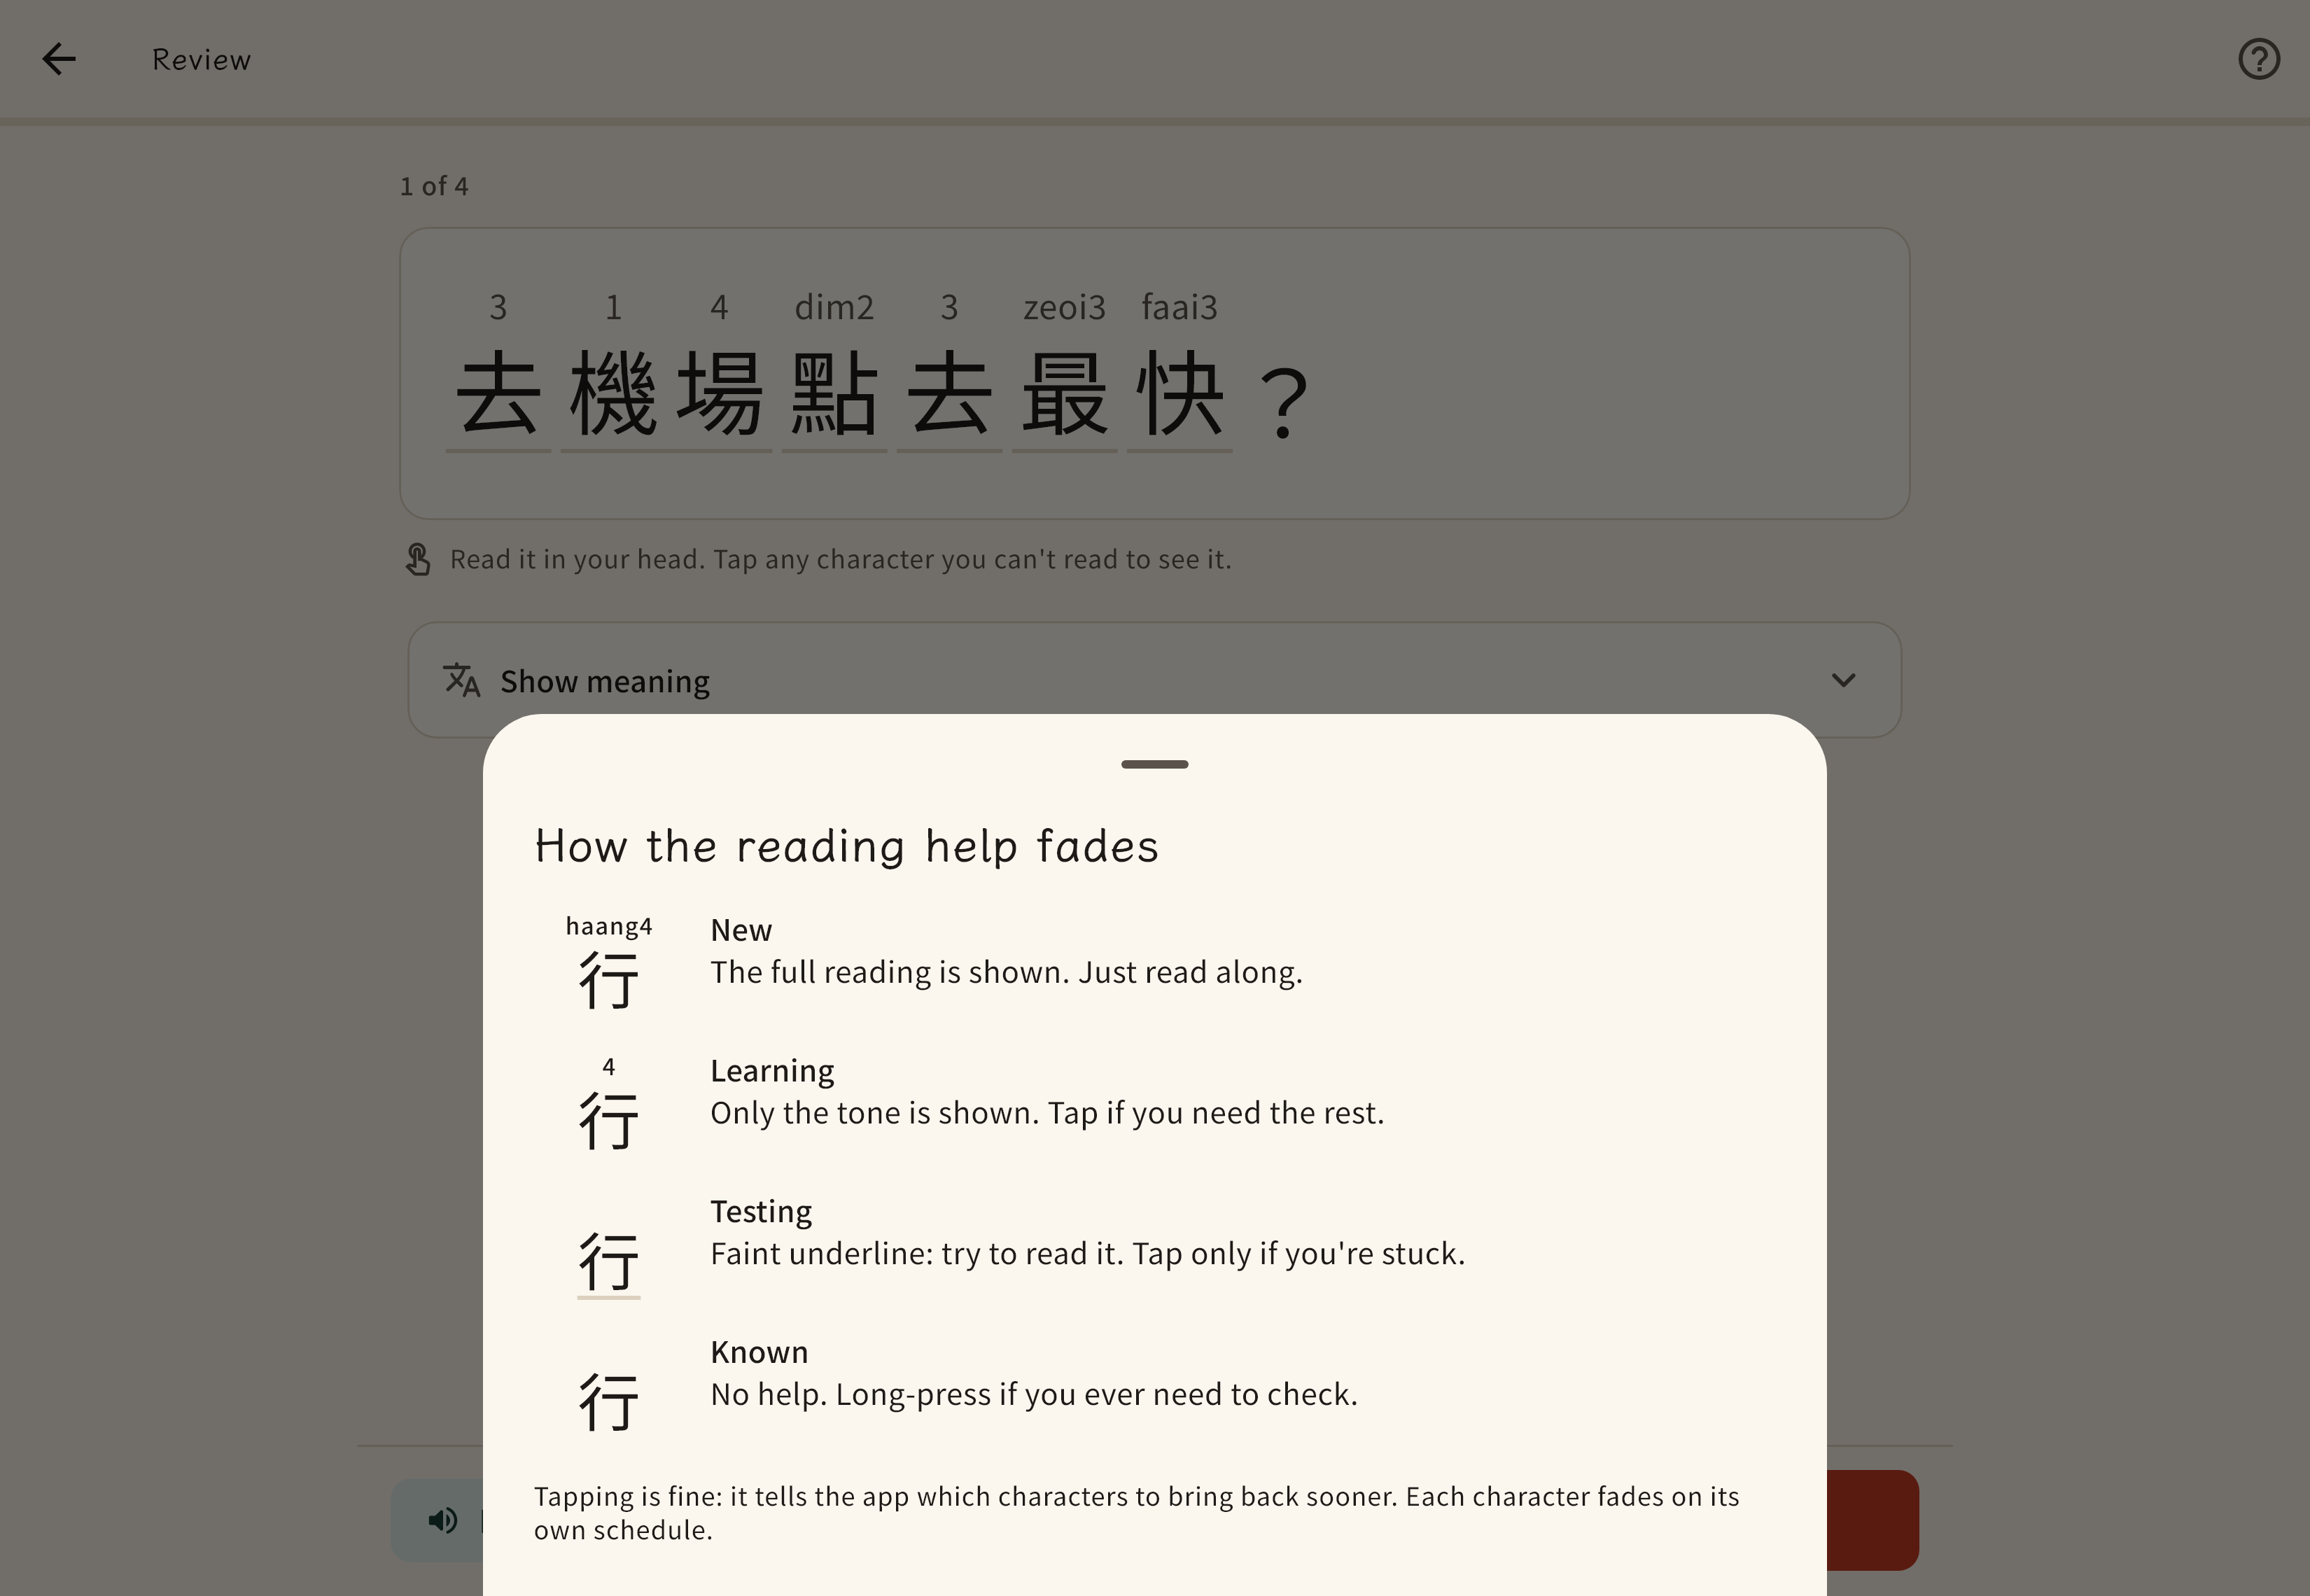 Review
1 of 4
3 1 4 dim2 3 zeoi3 faai3
去機場點去最快？
Read it in your head. Tap any character you can't read to see it.
Show meaning
How the reading help fades
haang4
行
New
The full reading is shown. Just read along.
4
行
Learning
Only the tone is shown. Tap if you need the rest.
行
Testing
Faint underline: try to read it. Tap only if you're stuck.
行
Known
No help. Long-press if you ever need to check.
Tapping is fine: it tells the app which characters to bring back sooner. Each character fades on its
own schedule.